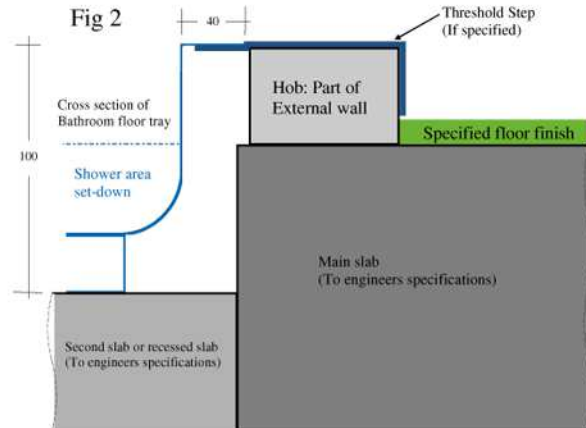 Fig 2
40
Threshold Step
(If specified)
Hob: Part of
External wall
Cross section of
Bathroom floor tray
Specified floor finish
100
Shower area
set-down
Main slab
(To engineers specifications)
Second slab or recessed slab
(To engineers specifications)